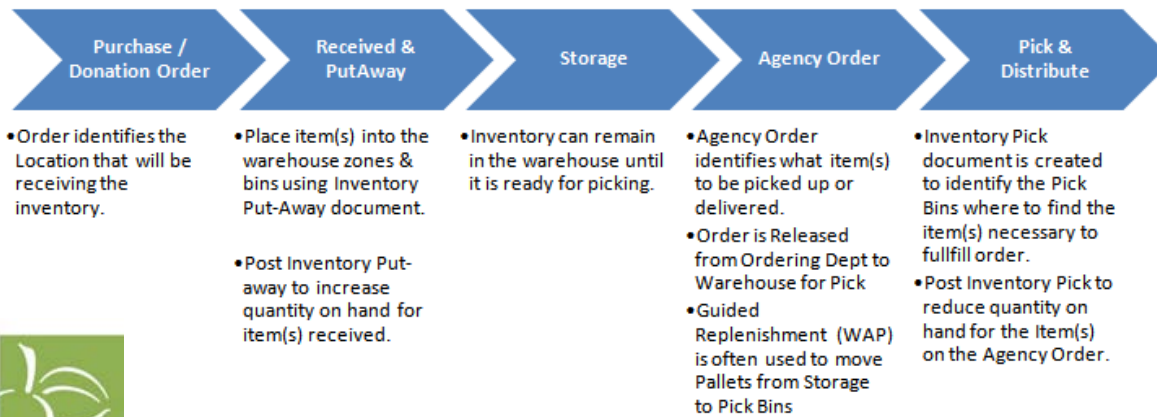 Purchase /
Donation Order
Received &
PutAway
Storage
Agency Order
Pick &
Distribute
•Order identifies the
Location that will be
receiving the
inventory.
•Place item(s) into the
warehouse zones &
bins using Inventory
Put-Away document.
•Post Inventory Put-
away to increase
quantity on hand for
item(s) received.
•Inventory can remain
in the warehouse until
it is ready for picking.
•Agency Order
identifies what item(s)
to be picked up or
delivered.
•Order is Released
from Ordering Dept to
Warehouse for Pick
•Guided
Replenishment (WAP)
is often used to move
Pallets from Storage
to Pick Bins
•Inventory Pick
document is created
to identify the Pick
Bins where to find the
item(s) necessary to
fullfill order.
•Post Inventory Pick to
reduce quantity on
hand for the Item(s)
on the Agency Order.